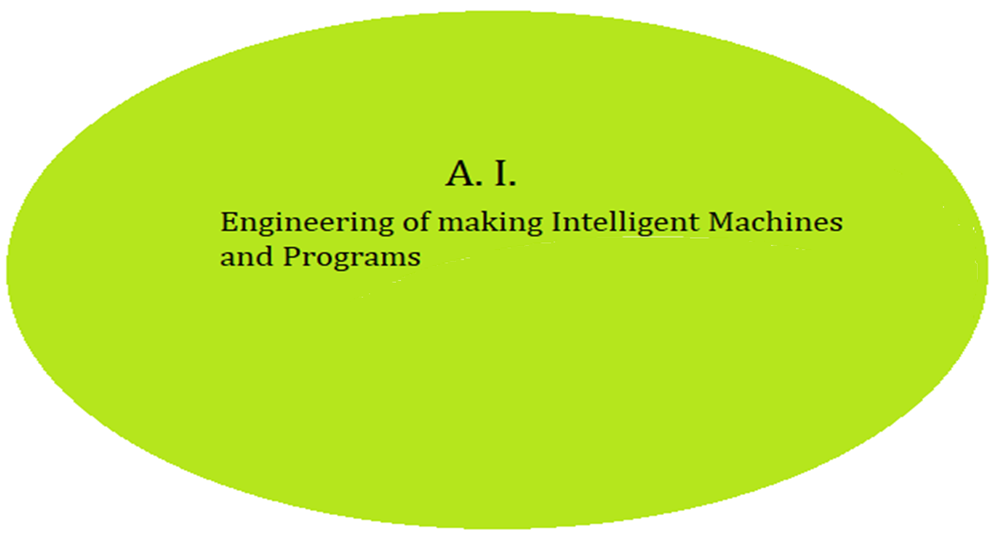 A. I.
Engineering of making Intelligent Machines
and Programs